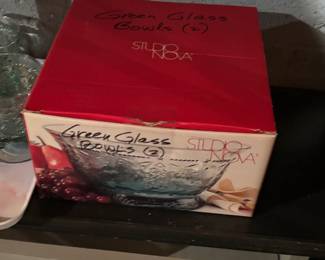 Green Glass
Bowls (2)
STUDIO
NOVA®
Green Glass
Bowls (2)
STUDIO
NOVA®